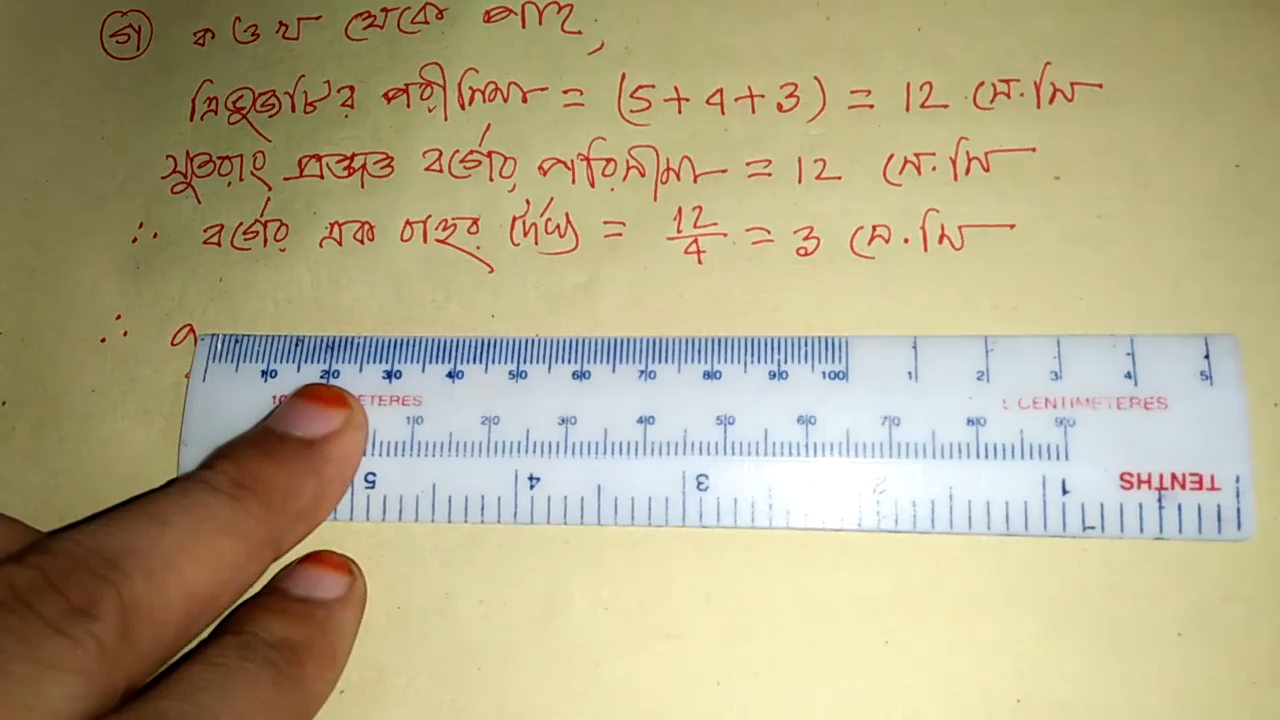 গ ক ও খ থেকে পাই,
ত্রিভুজটির পরীসিমা = (5+4+3) = 12 সে.মি
সুতরাং প্রদত্ত বর্গের পরিসীমা = 12 সে.মি
∴ বর্গের এক বাহুর দৈর্ঘ্য = 12/4 = 3 সে.মি
∴
10 20 30 40 50 60 70 80 90 100 1 2 3 4 5
ETERES CENTIMETERES
10 20 30 40 50 60 70 80 90
5 4 3 2 1 TENTHS